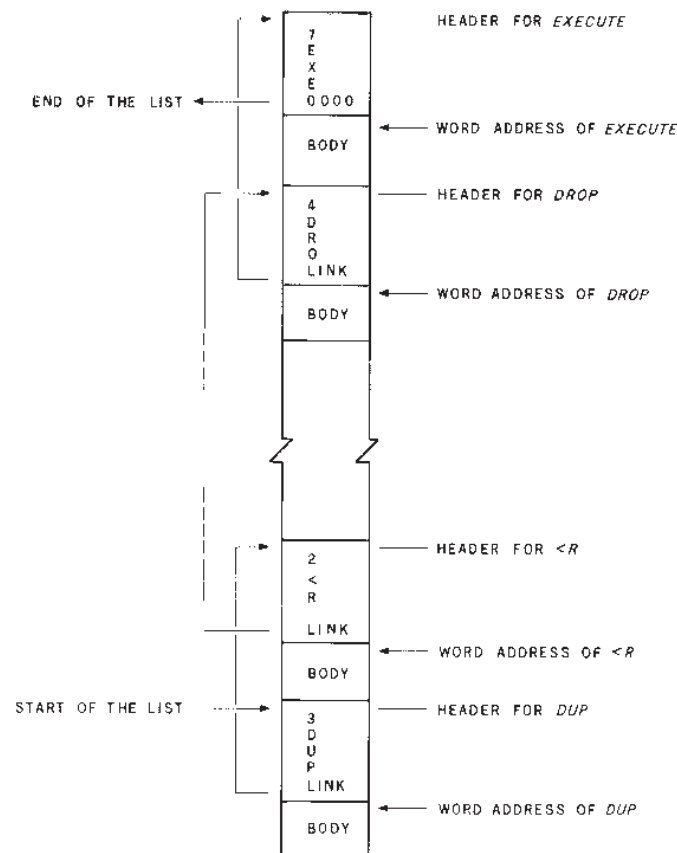 HEADER FOR EXECUTE
7
E
X
E
0000
END OF THE LIST
WORD ADDRESS OF EXECUTE
BODY
HEADER FOR DROP
4
D
R
O
LINK
WORD ADDRESS OF DROP
BODY
HEADER FOR <R
2
<
R
LINK
WORD ADDRESS OF <R
BODY
START OF THE LIST
HEADER FOR DUP
3
D
U
P
LINK
WORD ADDRESS OF DUP
BODY